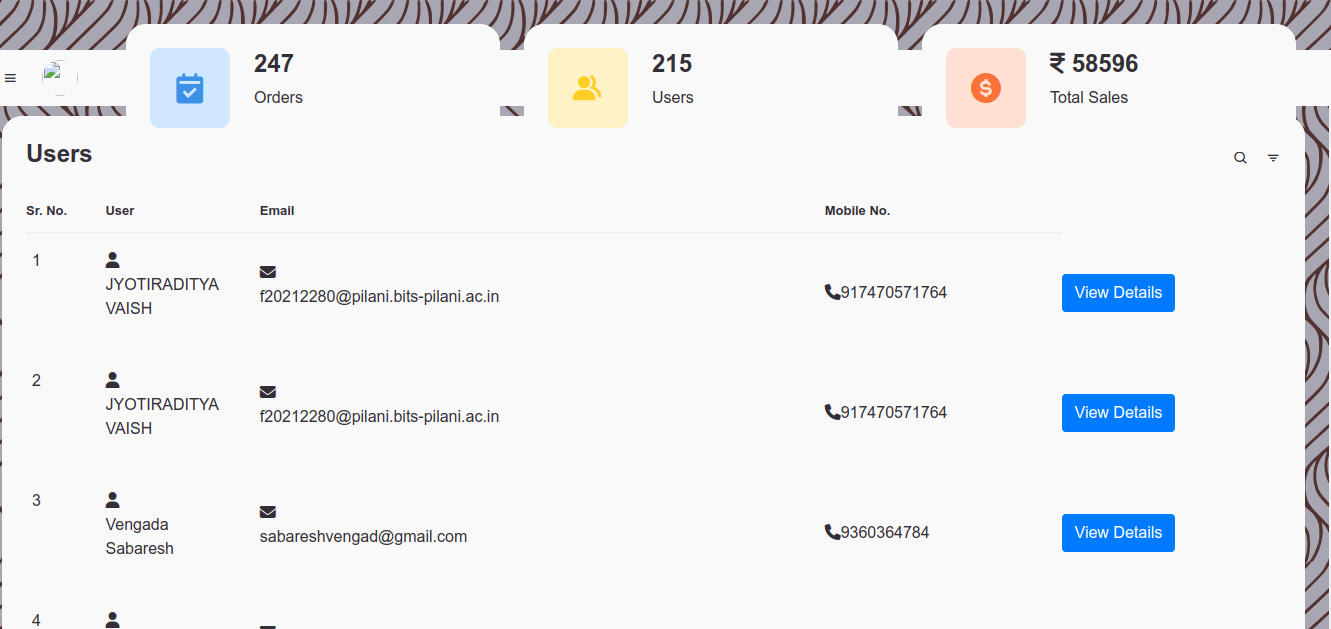 247
Orders
215
Users
₹ 58596
Total Sales
Users
Sr. No. User Email Mobile No.
1
JYOTIRADITYA
VAISH
f20212280@pilani.bits-pilani.ac.in
917470571764
View Details
2
JYOTIRADITYA
VAISH
f20212280@pilani.bits-pilani.ac.in
917470571764
View Details
3
Vengada
Sabaresh
sabareshvengad@gmail.com
9360364784
View Details
4